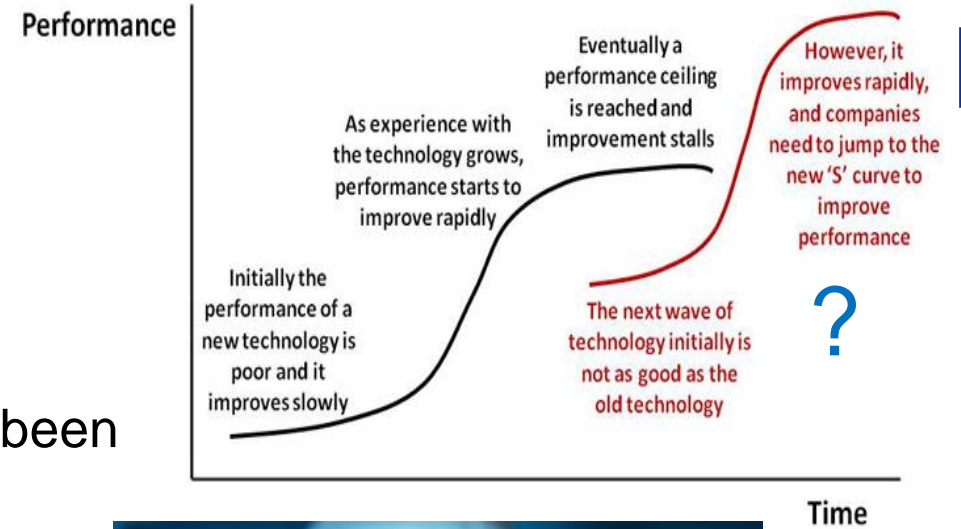 Performance
Eventually a
performance ceiling
is reached and
improvement stalls
However, it
improves rapidly,
and companies
need to jump to the
new ‘S’ curve to
improve
performance
As experience with
the technology grows,
performance starts to
improve rapidly
Initially the
performance of a
new technology is
poor and it
improves slowly
The next wave of
technology initially is
not as good as the
old technology
?
been
Time